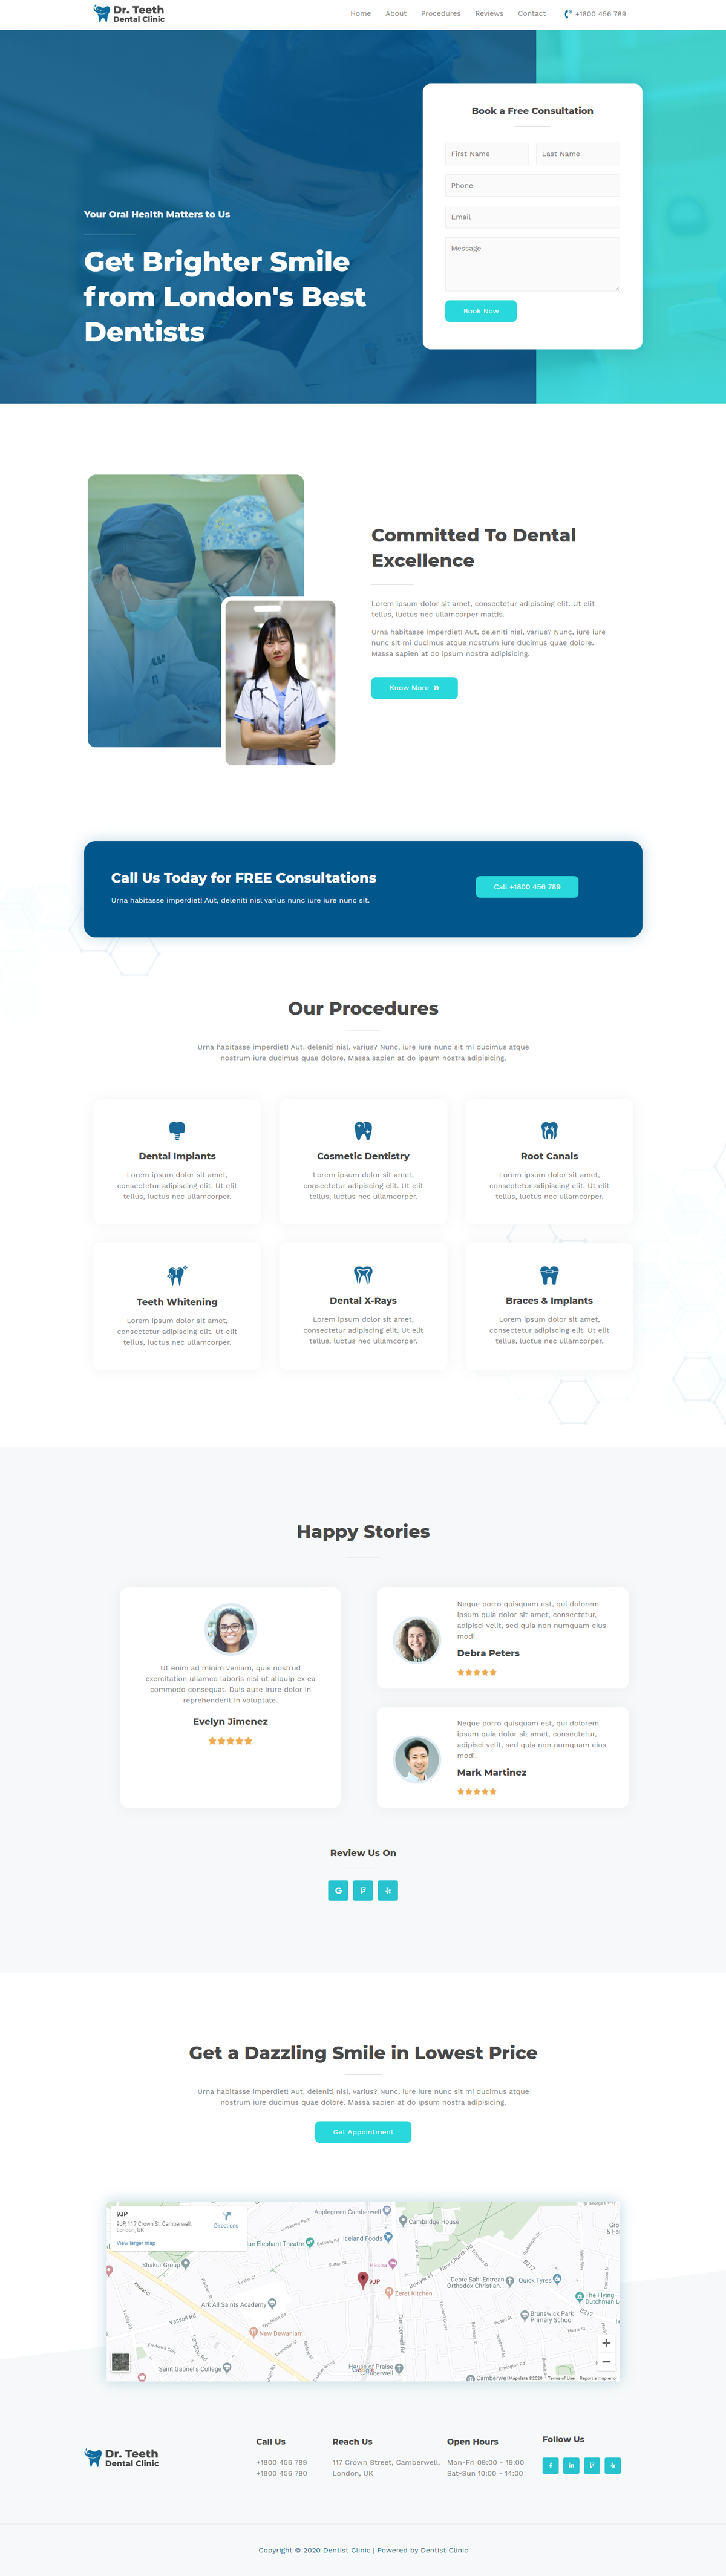 Dr. Teeth
Dental Clinic
Home
About
Procedures
Reviews
Contact
+1800 456 789
Your Oral Health Matters to Us
Get Brighter Smile
from London's Best
Dentists
Book a Free Consultation
First Name
Last Name
Phone
Email
Message
Book Now
Committed To Dental
Excellence
Lorem ipsum dolor sit amet, consectetur adipiscing elit. Ut elit
tellus, luctus nec ullamcorper mattis.
Urna habitasse imperdiet! Aut, deleniti nisl, varius? Nunc, iure iure
nunc sit mi ducimus atque nostrum iure ducimus quae dolore.
Massa sapien at do ipsum nostra adipisicing.
Know More
Call Us Today for FREE Consultations
Urna habitasse imperdiet! Aut, deleniti nisl varius nunc iure iure nunc sit.
Call +1800 456 789
Our Procedures
Urna habitasse imperdiet! Aut, deleniti nisl, varius? Nunc, iure iure nunc sit mi ducimus atque
nostrum iure ducimus quae dolore. Massa sapien at do ipsum nostra adipisicing.
Dental Implants
Lorem ipsum dolor sit amet,
consectetur adipiscing elit. Ut elit
tellus, luctus nec ullamcorper.
Cosmetic Dentistry
Lorem ipsum dolor sit amet,
consectetur adipiscing elit. Ut elit
tellus, luctus nec ullamcorper.
Root Canals
Lorem ipsum dolor sit amet,
consectetur adipiscing elit. Ut elit
tellus, luctus nec ullamcorper.
Teeth Whitening
Lorem ipsum dolor sit amet,
consectetur adipiscing elit. Ut elit
tellus, luctus nec ullamcorper.
Dental X-Rays
Lorem ipsum dolor sit amet,
consectetur adipiscing elit. Ut elit
tellus, luctus nec ullamcorper.
Braces & Implants
Lorem ipsum dolor sit amet,
consectetur adipiscing elit. Ut elit
tellus, luctus nec ullamcorper.
Happy Stories
Ut enim ad minim veniam, quis nostrud
exercitation ullamco laboris nisi ut aliquip ex ea
commodo consequat. Duis aute irure dolor in
reprehenderit in voluptate.
Evelyn Jimenez
Neque porro quisquam est, qui dolorem
ipsum quia dolor sit amet, consectetur,
adipisci velit, sed quia non numquam eius
modi.
Debra Peters
Neque porro quisquam est, qui dolorem
ipsum quia dolor sit amet, consectetur,
adipisci velit, sed quia non numquam eius
modi.
Mark Martinez
Review Us On
Get a Dazzling Smile in Lowest Price
Urna habitasse imperdiet! Aut, deleniti nisl, varius? Nunc, iure iure nunc sit mi ducimus atque
nostrum iure ducimus quae dolore. Massa sapien at do ipsum nostra adipisicing.
Get Appointment
9JP
9JP, 117 Crown St, Camberwell,
London, UK
Directions
View larger map
Applegreen Camberwell
Cambridge House
Iceland Foods
lue Elephant Theatre
Shakur Group
Pasha
9JP
Zeret Kitchen
Debre Sahl Eritrean
Orthodox Christian...
Quick Tyres
The Flying
Dutchman L
Ark All Saints Academy
Brunswick Park
Primary School
New Dewaniam
Vassall Rd
Camberwell Rd
New Church Rd
Bowyer Pl
B217
B217
Saint Gabriel's College
House of Praise
Camberwell
Google
Map data ©2020
Terms of Use
Report a map error
Dr. Teeth
Dental Clinic
Call Us
+1800 456 789
+1800 456 780
Reach Us
117 Crown Street, Camberwell,
London, UK
Open Hours
Mon-Fri 09:00 - 19:00
Sat-Sun 10:00 - 14:00
Follow Us
Copyright © 2020 Dentist Clinic | Powered by Dentist Clinic